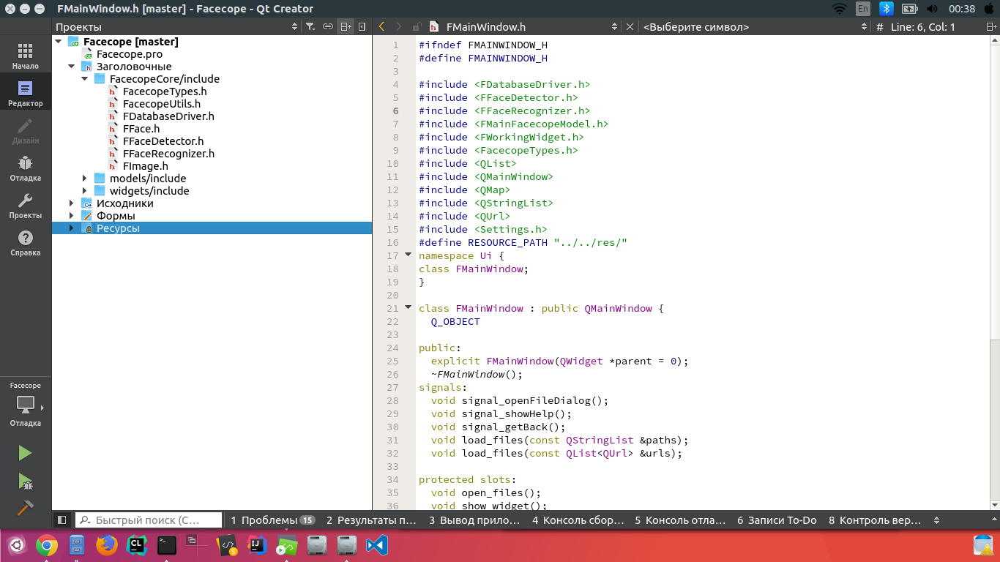 FMainWindow.h [master] - Facecope - Qt Creator
En
00:38
Проекты
FMainWindow.h
<Выберите символ>
#
Line: 6, Col: 1
Начало
Редактор
Дизайн
Отладка
Проекты
Справка
Facecope
Отладка
Facecope [master]
Facecope.pro
Заголовочные
FacecopeCore/include
FacecopeTypes.h
FacecopeUtils.h
FDatabaseDriver.h
FFace.h
FFaceDetector.h
FFaceRecognizer.h
FImage.h
models/include
widgets/include
Исходники
Формы
Ресурсы
1 #ifndef FMAINWINDOW_H
2 #define FMAINWINDOW_H
3
4 #include <FDatabaseDriver.h>
5 #include <FFaceDetector.h>
6 #include <FFaceRecognizer.h>
7 #include <FMainFacecopeModel.h>
8 #include <FWorkingWidget.h>
9 #include <FacecopeTypes.h>
10 #include <QList>
11 #include <QMainWindow>
12 #include <QMap>
13 #include <QStringList>
14 #include <QUrl>
15 #include <Settings.h>
16 #define RESOURCE_PATH "../../res/"
17 namespace Ui {
18 class FMainWindow;
19 }
20
21 class FMainWindow : public QMainWindow {
22   Q_OBJECT
23
24 public:
25   explicit FMainWindow(QWidget *parent = 0);
26   ~FMainWindow();
27 signals:
28   void signal_openFileDialog();
29   void signal_showHelp();
30   void signal_getBack();
31   void load_files(const QStringList &paths);
32   void load_files(const QList<QUrl> &urls);
33
34 protected slots:
35   void open_files();
36   void show_widget();
Быстрый поиск (C...
1 Проблемы 15
2 Результаты п...
3 Вывод прило...
4 Консоль сбор...
5 Консоль отла...
6 Записи To-Do
8 Контроль вер...
CL
IJ